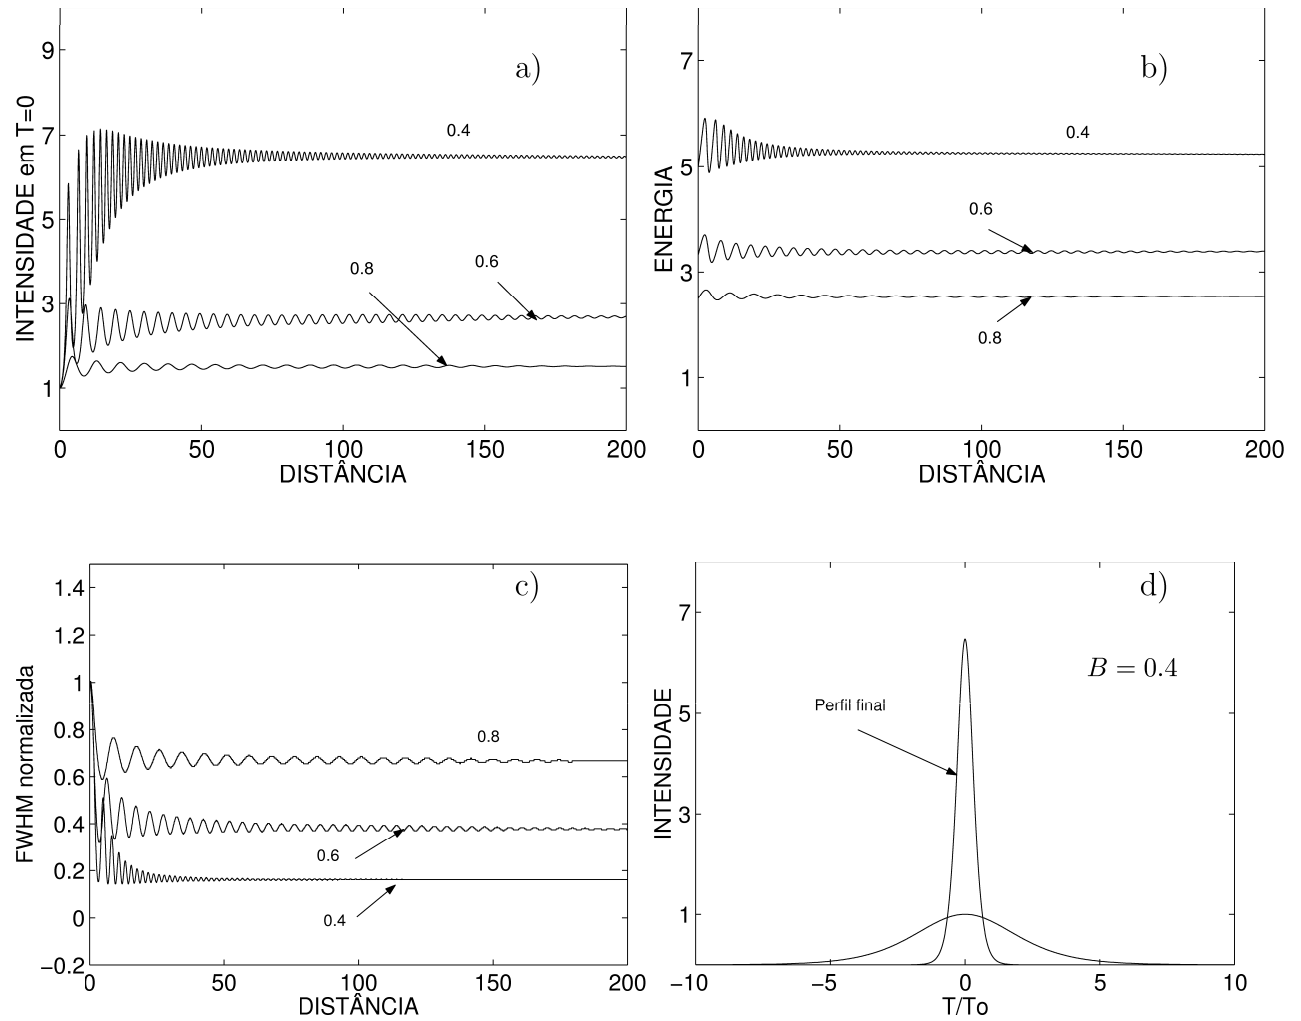 a)
INTENSIDADE em T=0
9
7
5
3
1
0.4
0.6
0.8
0 50 100 150 200
DISTÂNCIA
b)
ENERGIA
7
5
3
1
0.4
0.6
0.8
0 50 100 150 200
DISTÂNCIA
c)
FWHM normalizada
1.4
1.2
1
0.8
0.6
0.4
0.2
0
−0.2
0.8
0.6
0.4
0 50 100 150 200
DISTÂNCIA
d)
INTENSIDADE
7
5
3
1
B = 0.4
Perfil final
−10 −5 0 5 10
T/To